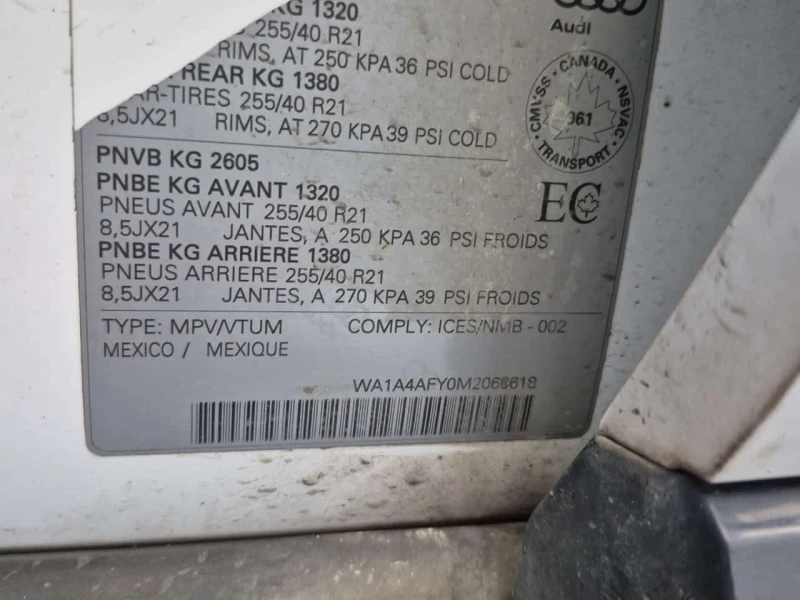 KG 1320
Audi
255/40 R21
RIMS, AT 250 KPA 36 PSI COLD
REAR KG 1380
AR-TIRES 255/40 R21
8,5JX21 RIMS, AT 270 KPA 39 PSI COLD
CMVSS · CANADA · NSVAC
961
· TRANSPORT ·
PNVB KG 2605
PNBE KG AVANT 1320
PNEUS AVANT 255/40 R21
8,5JX21 JANTES, A 250 KPA 36 PSI FROIDS
EC
PNBE KG ARRIERE 1380
PNEUS ARRIERE 255/40 R21
8,5JX21 JANTES, A 270 KPA 39 PSI FROIDS
TYPE: MPV/VTUM COMPLY: ICES/NMB - 002
MEXICO / MEXIQUE